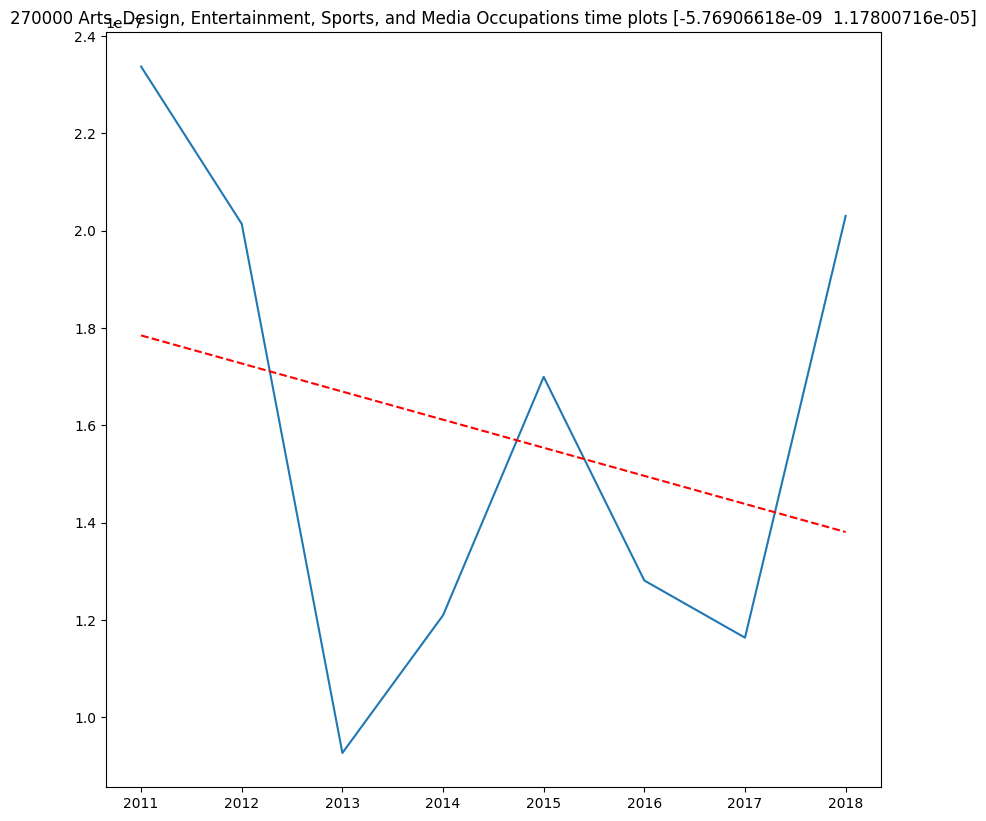 270000 Arts, Design, Entertainment, Sports, and Media Occupations time plots [-5.76906618e-09  1.17800716e-05]
1e−7
2.4
2.2
2.0
1.8
1.6
1.4
1.2
1.0
2011 2012 2013 2014 2015 2016 2017 2018